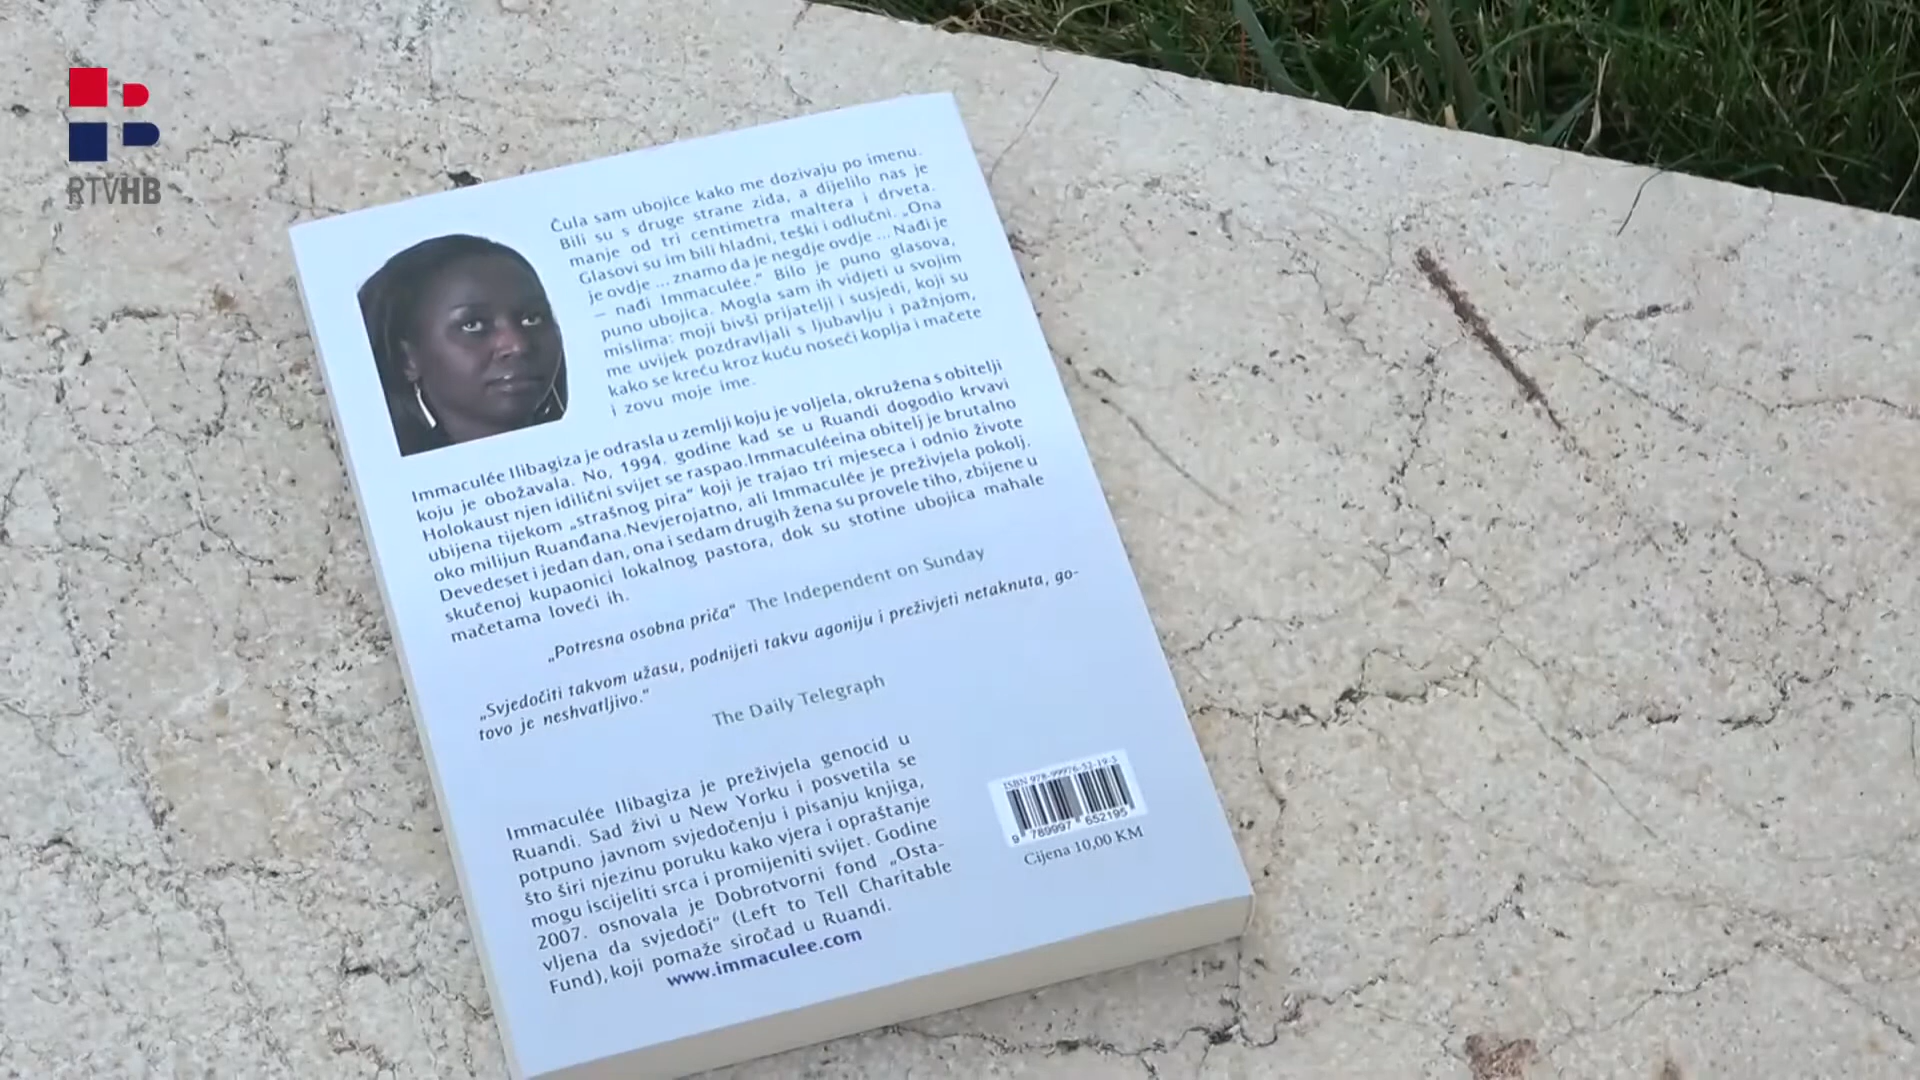 RTVHB
Čula sam ubojice kako me dozivaju po imenu.
Bili su s druge strane zida, a dijelilo nas je
manje od tri centimetra maltera i drveta.
Glasovi su im bili hladni, teški i odlučni. „Ona
je ovdje ... znamo da je negdje ovdje ... Nađi je
– nađi Immaculée.“ Bilo je puno glasova,
puno ubojica. Mogla sam ih vidjeti u svojim
mislima: moji bivši prijatelji i susjedi, koji su
me uvijek pozdravljali s ljubavlju i pažnjom,
kako se kreću kroz kuću noseći koplja i mačete
i zovu moje ime.
Immaculée Ilibagiza je odrasla u zemlji koju je voljela, okružena s obitelji
koju je obožavala. No, 1994. godine kad se u Ruandi dogodio krvavi
Holokaust njen idilični svijet se raspao.Immaculéeina obitelj je brutalno
ubijena tijekom „strašnog pira“ koji je trajao tri mjeseca i odnio živote
oko milijun Ruanđana.Nevjerojatno, ali Immaculée je preživjela pokolj.
Devedeset i jedan dan, ona i sedam drugih žena su provele tiho, zbijene u
skučenoj kupaonici lokalnog pastora, dok su stotine ubojica mahale
mačetama loveći ih.
„Potresna osobna priča“ The Independent on Sunday
„Svjedočiti takvom užasu, podnijeti takvu agoniju i preživjeti netaknuta, go-
tovo je neshvatljivo.“
The Daily Telegraph
Immaculée Ilibagiza je preživjela genocid u
Ruandi. Sad živi u New Yorku i posvetila se
potpuno javnom svjedočenju i pisanju knjiga,
što širi njezinu poruku kako vjera i opraštanje
mogu iscijeliti srca i promijeniti svijet. Godine
2007. osnovala je Dobrotvorni fond „Osta-
vljena da svjedoči“ (Left to Tell Charitable
Fund), koji pomaže siročad u Ruandi.
www.immaculee.com
ISBN 978-99976-52-19-5
9 789997 652195
Cijena 10,00 KM